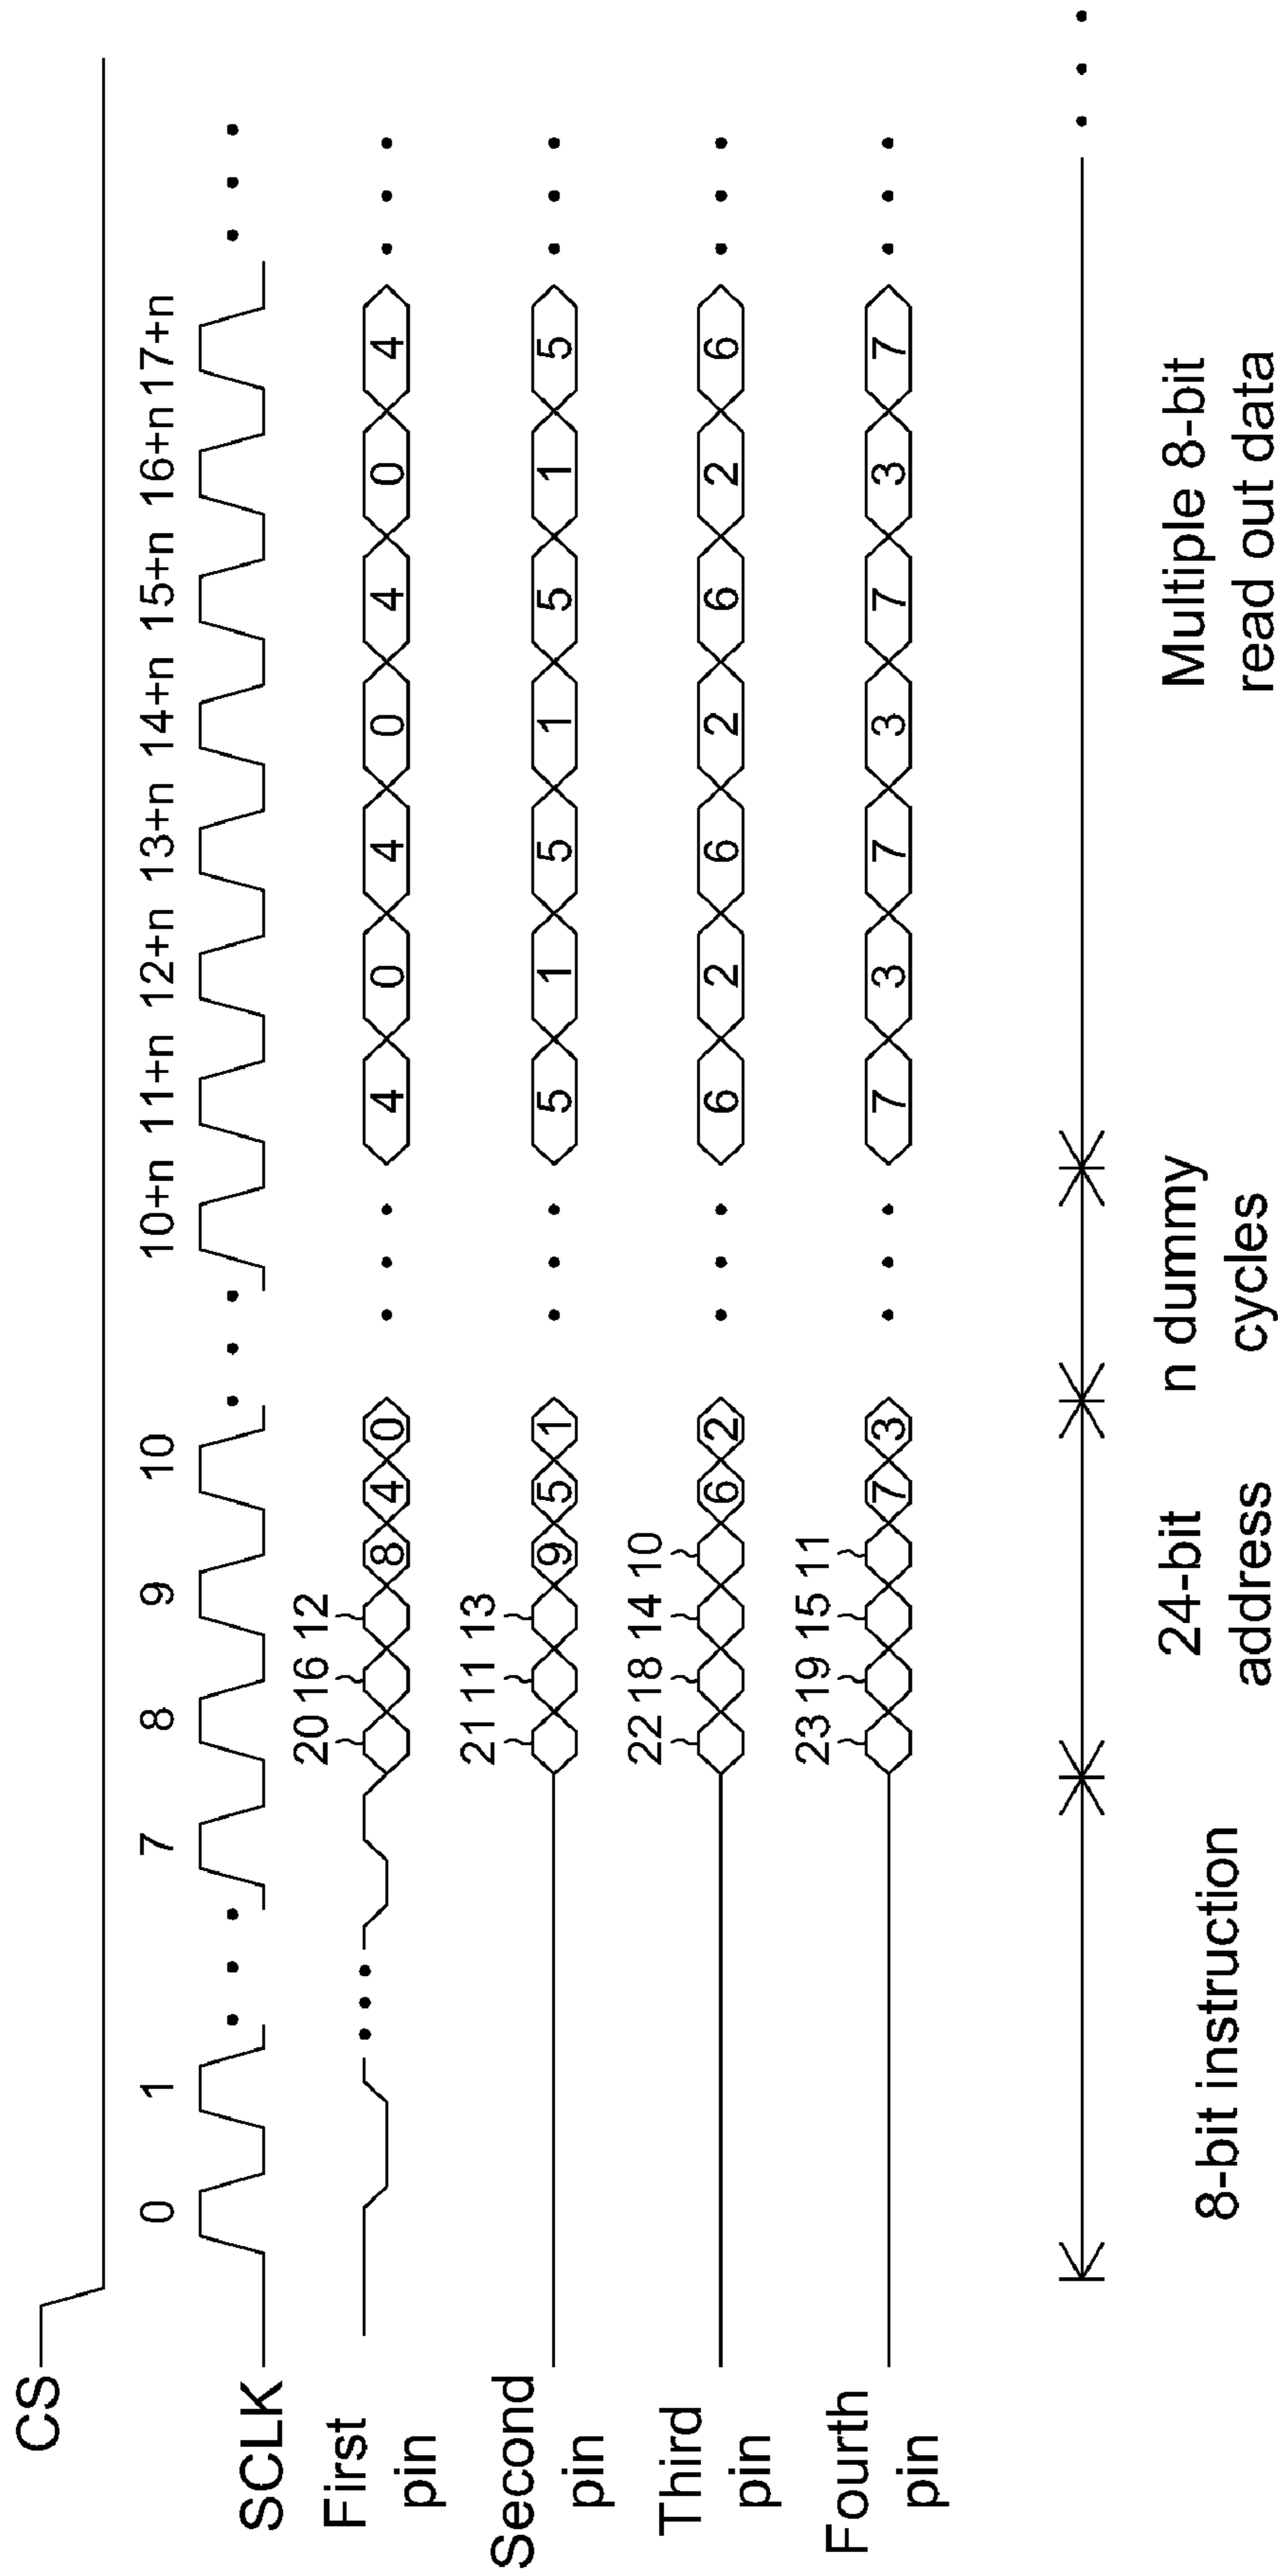 CS
0 1 7 8 9 10 10+n 11+n 12+n 13+n 14+n 15+n 16+n 17+n
SCLK
20 16 12
First
pin
8 4 0 4 0 4 0 4 0 4
21 11 13
Second
pin
9 5 1 5 1 5 1 5 1 5
22 18 14 10
Third
pin
6 2 6 2 6 2 6 2 6
23 19 15 11
Fourth
pin
7 3 7 3 7 3 7 3 7
8-bit instruction
24-bit
address
n dummy
cycles
Multiple 8-bit
read out data